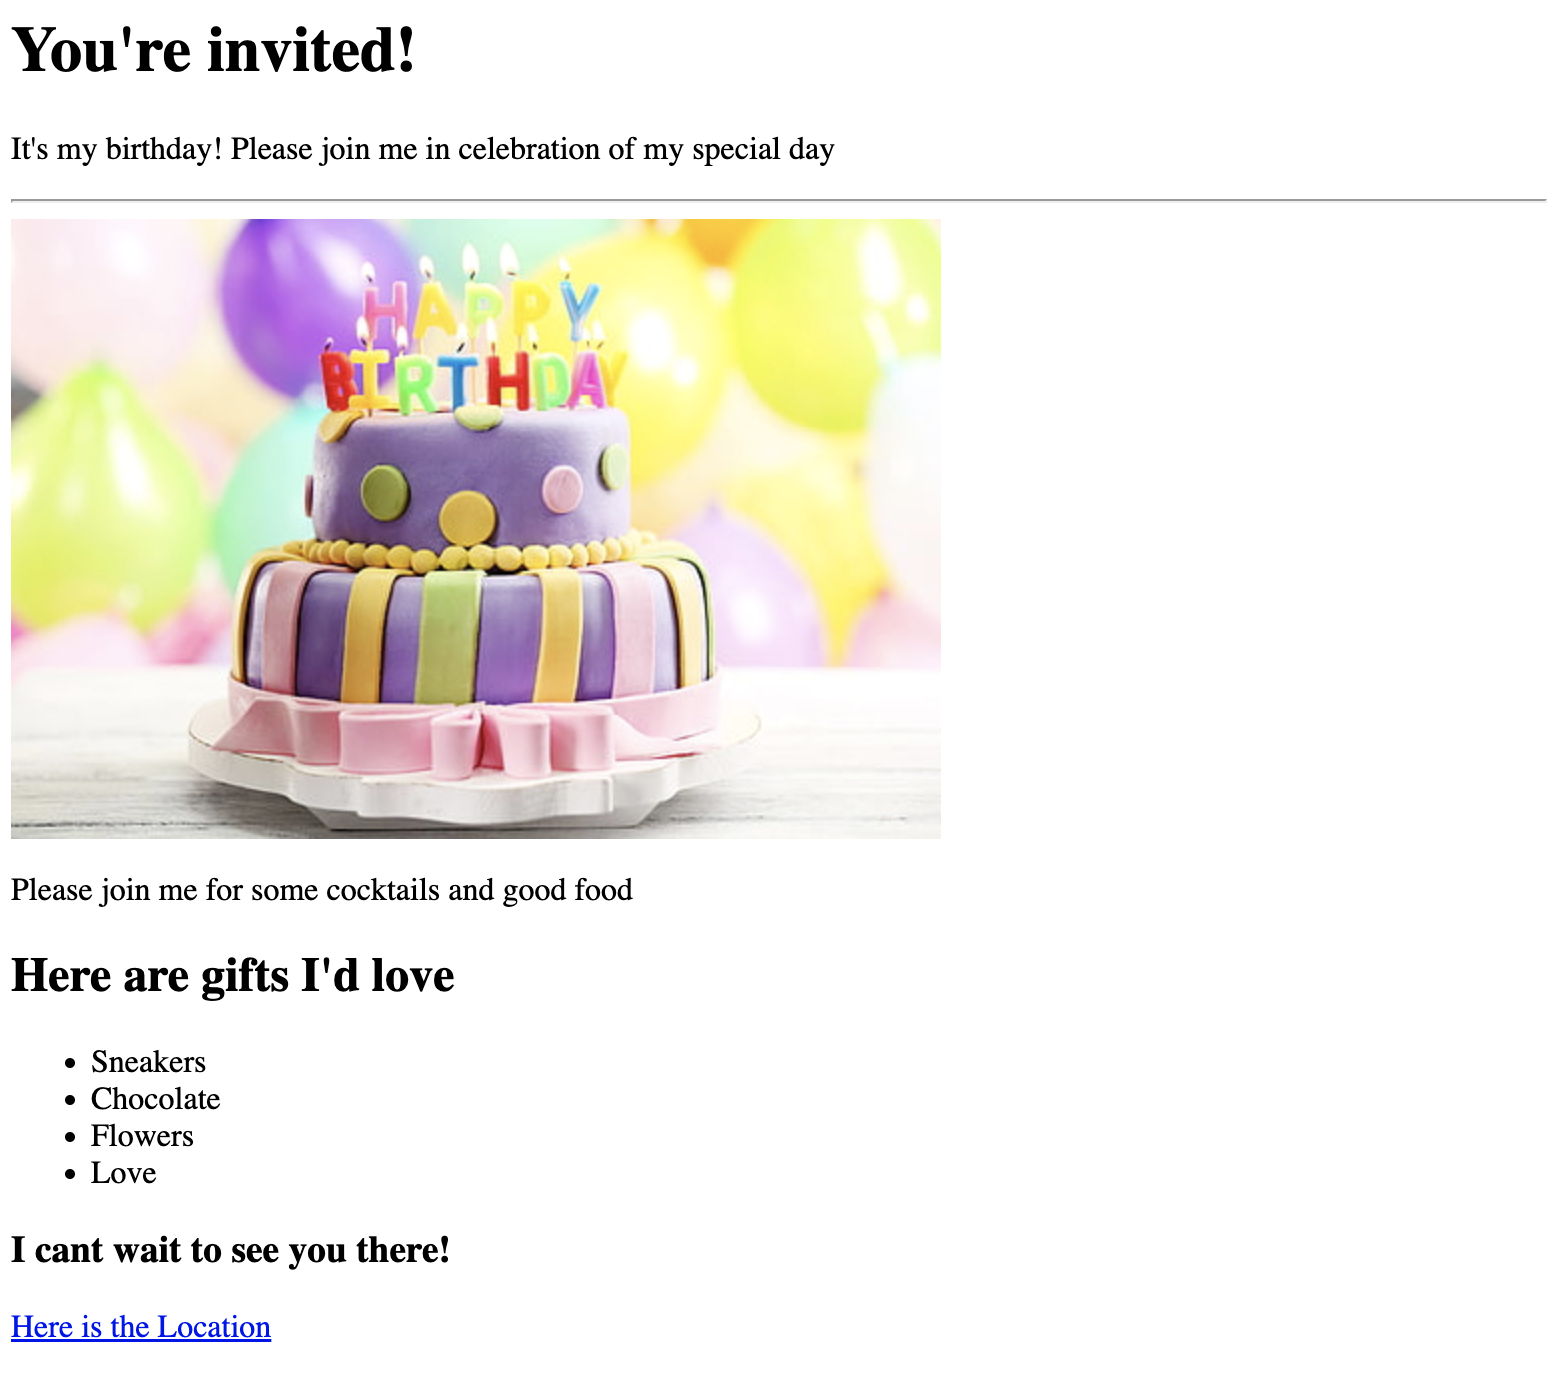 You're invited!
It's my birthday! Please join me in celebration of my special day
HAPPY
BIRTHDAY
Please join me for some cocktails and good food
Here are gifts I'd love
• Sneakers
• Chocolate
• Flowers
• Love
I cant wait to see you there!
Here is the Location